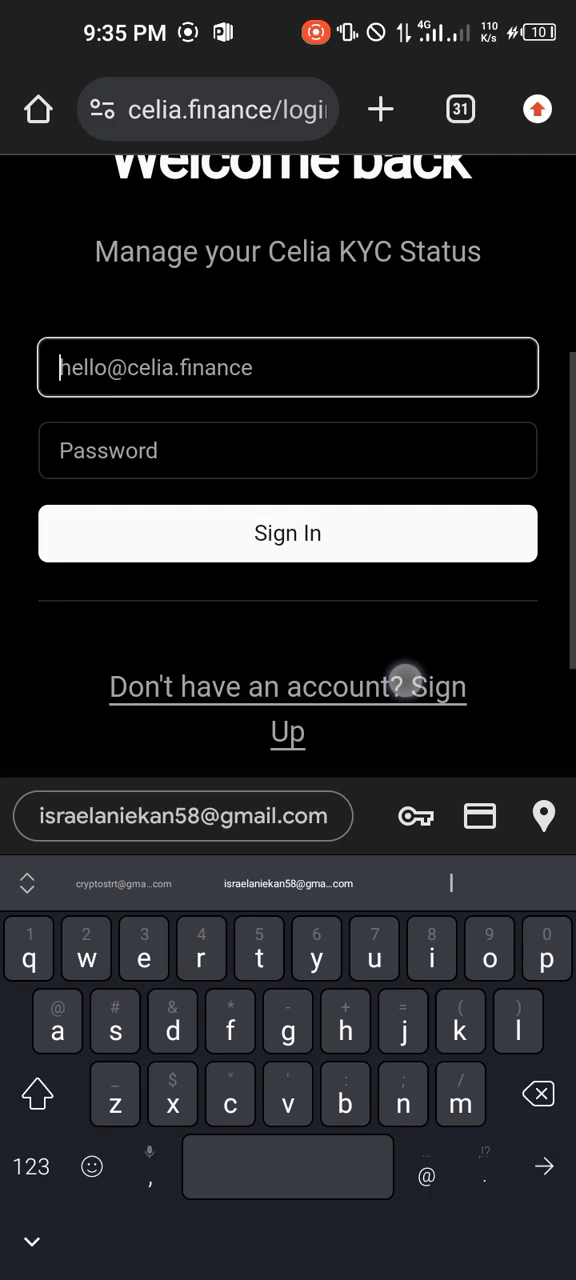 9:35 PM
4G
110
K/s
10
celia.finance/logi
31
Welcome back
Manage your Celia KYC Status
hello@celia.finance
Password
Sign In
Don't have an account? Sign
Up
israelaniekan58@gmail.com
cryptostrt@gma...com
israelaniekan58@gma...com
1 2 3 4 5 6 7 8 9 0
q w e r t y u i o p
@ # & * - + = ( )
a s d f g h j k l
_ $ " ' : ; /
z x c v b n m
123 , @ ... . ,!?